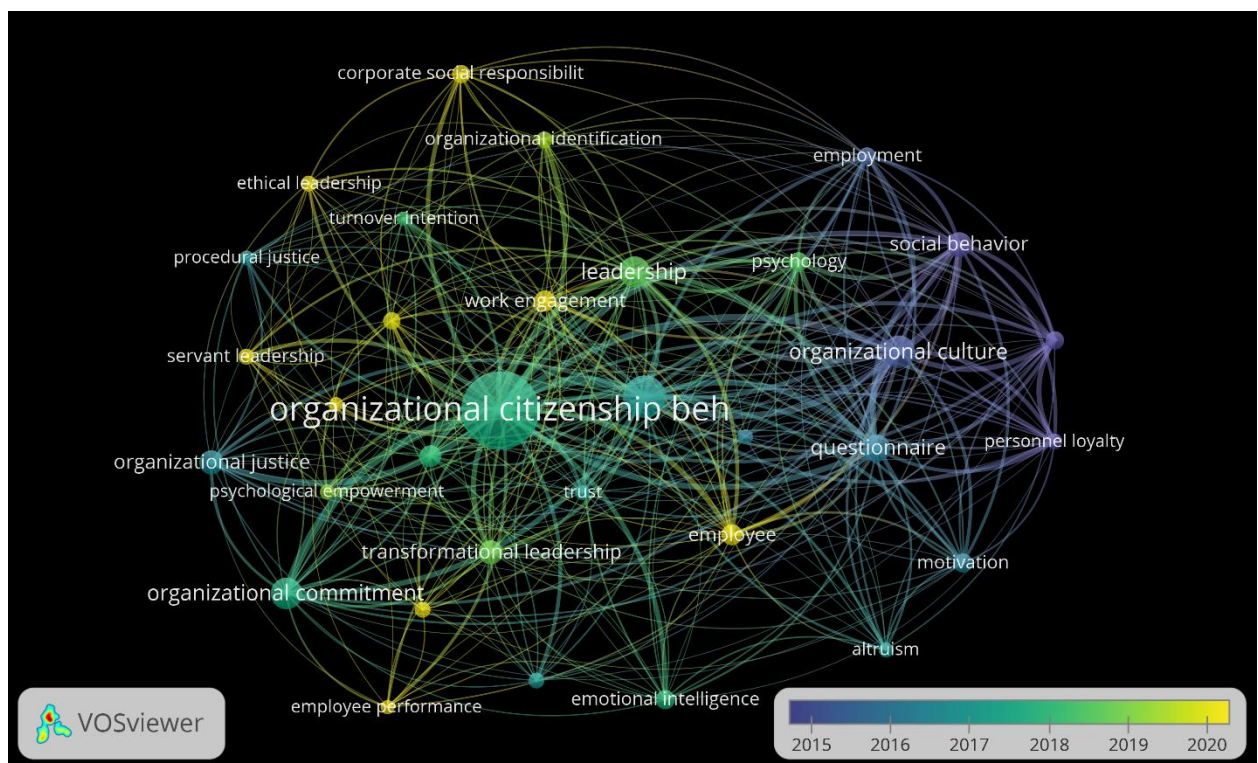 corporate social responsibilit
organizational identification
employment
ethical leadership
turnover intention
social behavior
procedural justice
leadership
psychology
work engagement
servant leadership
organizational culture
organizational citizenship beh
personnel loyalty
questionnaire
organizational justice
psychological empowerment
trust
employee
transformational leadership
motivation
organizational commitment
altruism
emotional intelligence
employee performance
VOSviewer
2015 2016 2017 2018 2019 2020